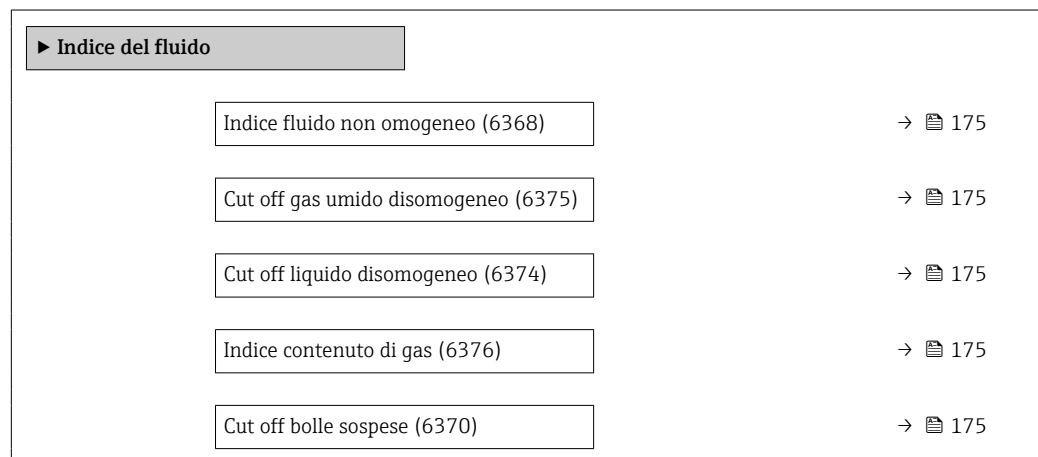 ▶ Indice del fluido
Indice fluido non omogeneo (6368) → 175
Cut off gas umido disomogeneo (6375) → 175
Cut off liquido disomogeneo (6374) → 175
Indice contenuto di gas (6376) → 175
Cut off bolle sospese (6370) → 175